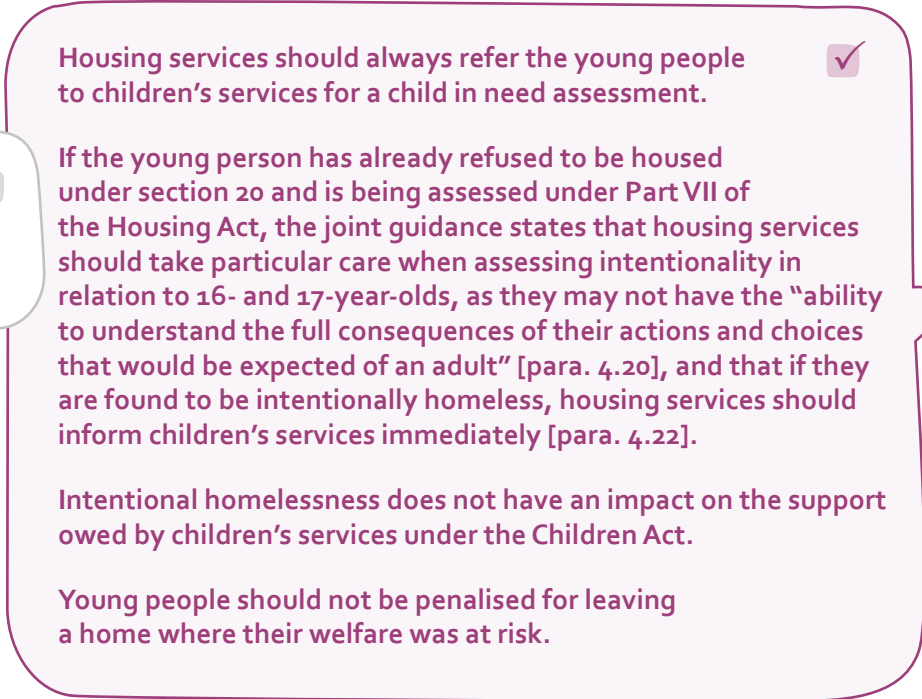 Housing services should always refer the young people
to children’s services for a child in need assessment.
If the young person has already refused to be housed
under section 20 and is being assessed under Part VII of
the Housing Act, the joint guidance states that housing services
should take particular care when assessing intentionality in
relation to 16- and 17-year-olds, as they may not have the “ability
to understand the full consequences of their actions and choices
that would be expected of an adult” [para. 4.20], and that if they
are found to be intentionally homeless, housing services should
inform children’s services immediately [para. 4.22].
Intentional homelessness does not have an impact on the support
owed by children’s services under the Children Act.
Young people should not be penalised for leaving
a home where their welfare was at risk.